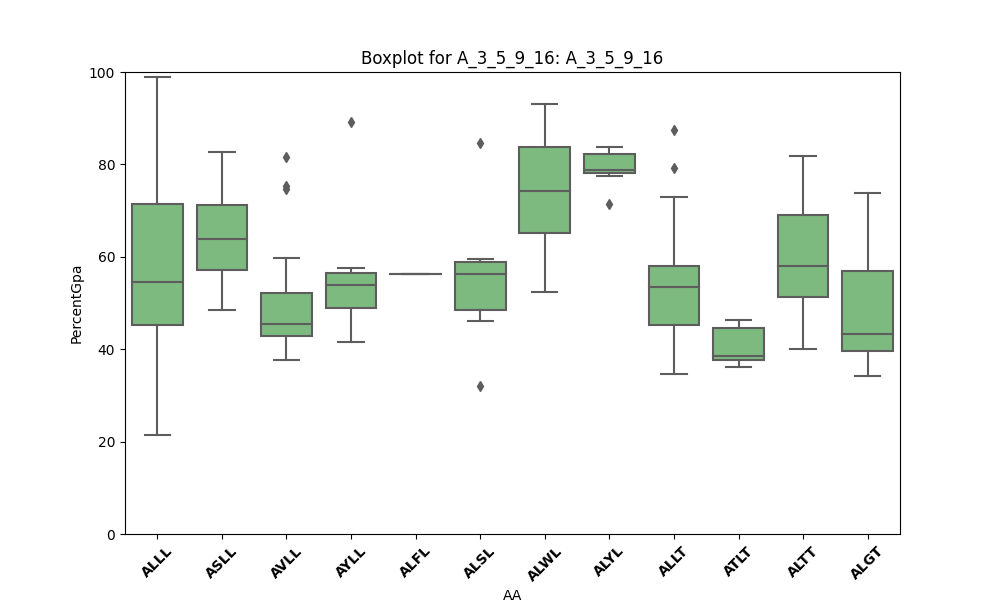 Boxplot for A_3_5_9_16: A_3_5_9_16
PercentGpa
100
80
60
40
20
0
ALLL ASLL AVLL AYLL ALFL ALSL ALWL ALYL ALLT ATLT ALTT ALGT
AA